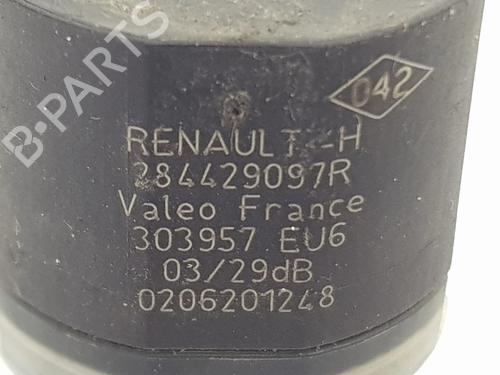 042
RENAULT -H
284429097R
Valeo France
303957 EU6
03/29dB
0206201248
B-PARTS